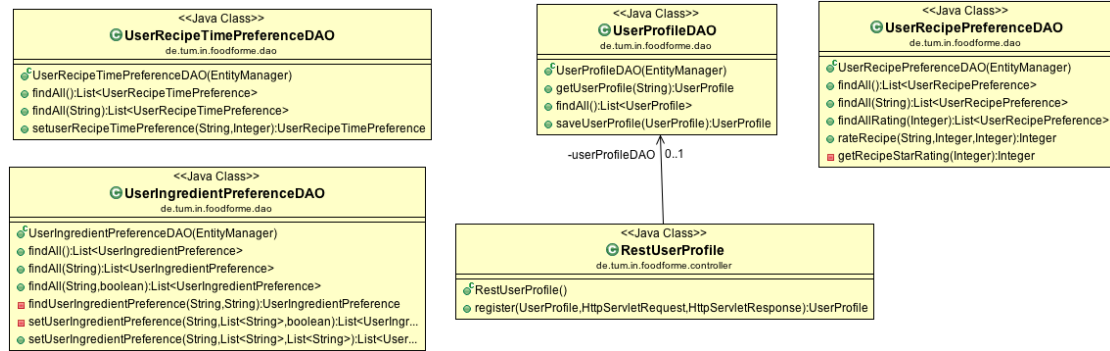 <<Java Class>>
UserRecipeTimePreferenceDAO
de.tum.in.foodforme.dao
UserRecipeTimePreferenceDAO(EntityManager)
findAll():List<UserRecipeTimePreference>
findAll(String):List<UserRecipeTimePreference>
setuserRecipeTimePreference(String,Integer):UserRecipeTimePreference
<<Java Class>>
UserProfileDAO
de.tum.in.foodforme.dao
UserProfileDAO(EntityManager)
getUserProfile(String):UserProfile
findAll():List<UserProfile>
saveUserProfile(UserProfile):UserProfile
<<Java Class>>
UserRecipePreferenceDAO
de.tum.in.foodforme.dao
UserRecipePreferenceDAO(EntityManager)
findAll():List<UserRecipePreference>
findAll(String):List<UserRecipePreference>
findAllRating(Integer):List<UserRecipePreference>
rateRecipe(String,Integer,Integer):Integer
getRecipeStarRating(Integer):Integer
-userProfileDAO 0..1
<<Java Class>>
UserIngredientPreferenceDAO
de.tum.in.foodforme.dao
UserIngredientPreferenceDAO(EntityManager)
findAll():List<UserIngredientPreference>
findAll(String):List<UserIngredientPreference>
findAll(String,boolean):List<UserIngredientPreference>
findUserIngredientPreference(String,String):UserIngredientPreference
setUserIngredientPreference(String,List<String>,boolean):List<UserIngr...
setUserIngredientPreference(String,List<String>,List<String>):List<User...
<<Java Class>>
RestUserProfile
de.tum.in.foodforme.controller
RestUserProfile()
register(UserProfile,HttpServletRequest,HttpServletResponse):UserProfile